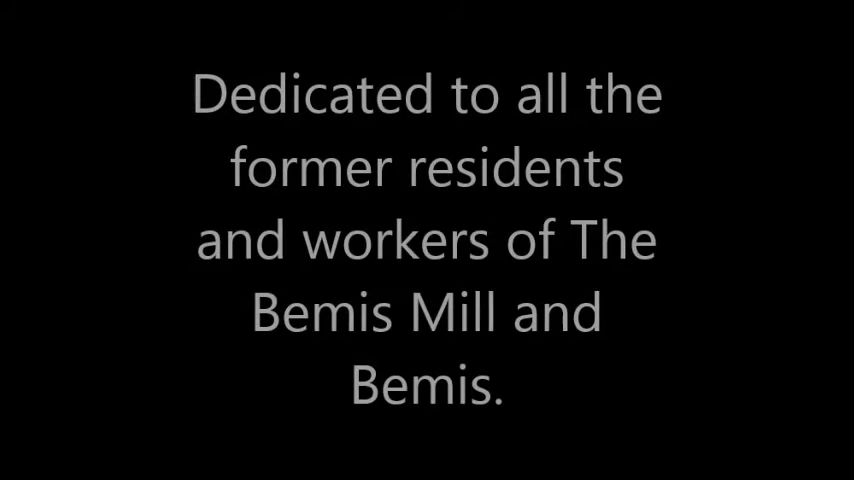 Dedicated to all the
former residents
and workers of The
Bemis Mill and
Bemis.